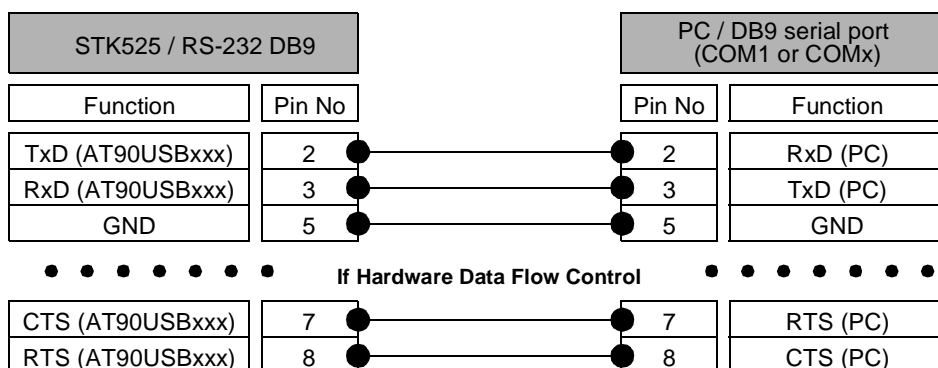 STK525 / RS-232 DB9 PC / DB9 serial port
(COM1 or COMx)
Function Pin No Pin No Function
TxD (AT90USBxxx) 2 2 RxD (PC)
RxD (AT90USBxxx) 3 3 TxD (PC)
GND 5 5 GND
If Hardware Data Flow Control
CTS (AT90USBxxx) 7 7 RTS (PC)
RTS (AT90USBxxx) 8 8 CTS (PC)